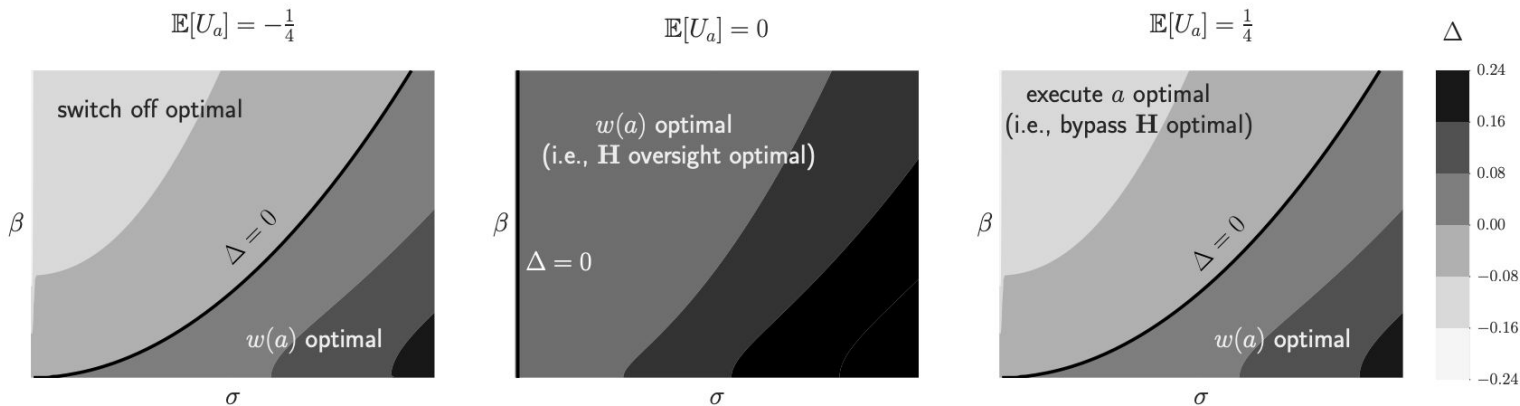 𝔼[U_a] = −1/4
switch off optimal
β
Δ = 0
w(a) optimal
σ
𝔼[U_a] = 0
w(a) optimal
(i.e., H oversight optimal)
β
Δ = 0
σ
𝔼[U_a] = 1/4
execute a optimal
(i.e., bypass H optimal)
β
Δ = 0
w(a) optimal
σ
Δ
0.24
0.16
0.08
0.00
−0.08
−0.16
−0.24